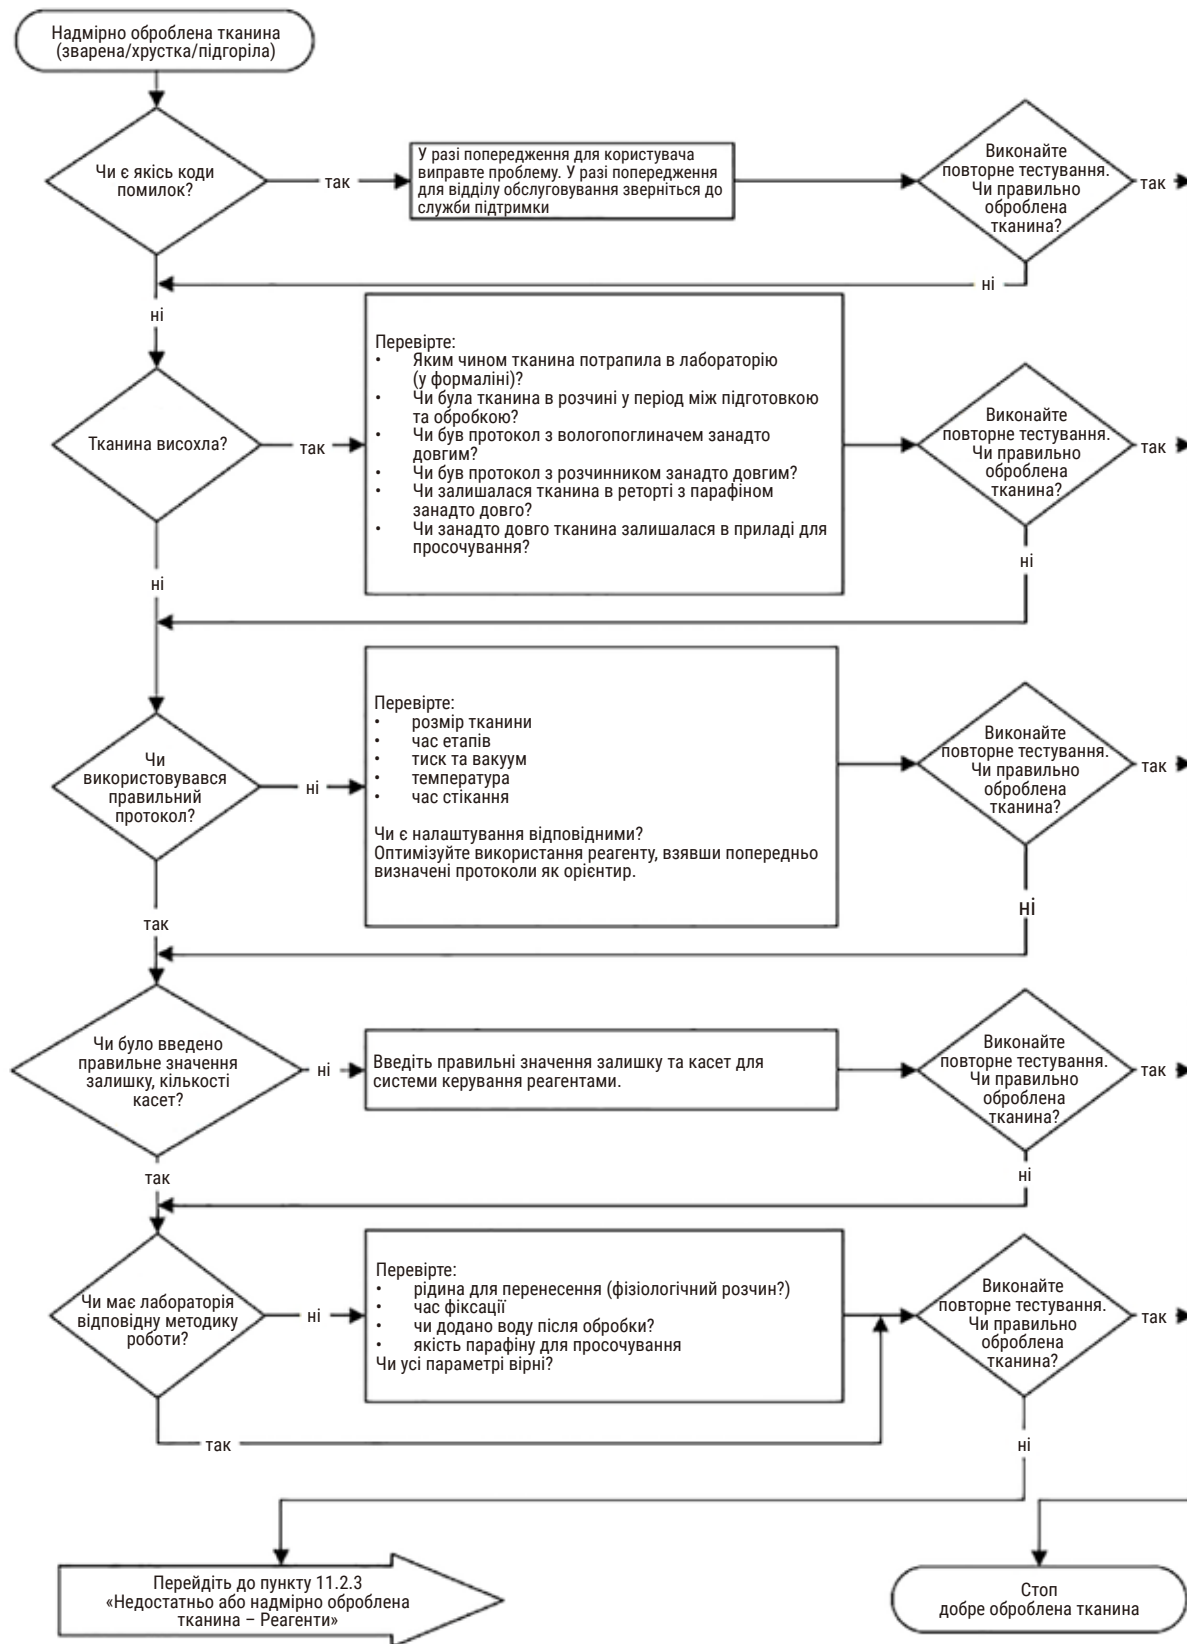 Надмірно оброблена тканина
(зварена/хрустка/підгоріла)
Чи є якісь коди
помилок?
так
У разі попередження для користувача
виправте проблему. У разі попередження
для відділу обслуговування зверніться до
служби підтримки
Виконайте
повторне тестування.
Чи правильно
оброблена
тканина?
так
ні
ні
Тканина висохла?
так
Перевірте:
• Яким чином тканина потрапила в лабораторію
(у формаліні)?
• Чи була тканина в розчині у період між підготовкою
та обробкою?
• Чи був протокол з вологопоглиначем занадто
довгим?
• Чи був протокол з розчинником занадто довгим?
• Чи залишалася тканина в реторті з парафіном
занадто довго?
• Чи занадто довго тканина залишалася в приладі для
просочування?
Виконайте
повторне тестування.
Чи правильно
оброблена
тканина?
так
ні
ні
Чи
використовувався
правильний
протокол?
ні
Перевірте:
• розмір тканини
• час етапів
• тиск та вакуум
• температура
• час стікання
Чи є налаштування відповідними?
Оптимізуйте використання реагенту, взявши попередньо
визначені протоколи як орієнтир.
Виконайте
повторне тестування.
Чи правильно
оброблена
тканина?
так
ні
так
Чи було введено
правильне значення
залишку, кількості
касет?
ні
Введіть правильні значення залишку та касет для
системи керування реагентами.
Виконайте
повторне тестування.
Чи правильно
оброблена
тканина?
так
ні
так
Чи має лабораторія
відповідну методику
роботи?
ні
Перевірте:
• рідина для перенесення (фізіологічний розчин?)
• час фіксації
• чи додано воду після обробки?
• якість парафіну для просочування
Чи усі параметрі вірні?
Виконайте
повторне тестування.
Чи правильно
оброблена
тканина?
так
так
ні
Перейдіть до пункту 11.2.3
«Недостатньо або надмірно оброблена
тканина – Реагенти»
Стоп
добре оброблена тканина